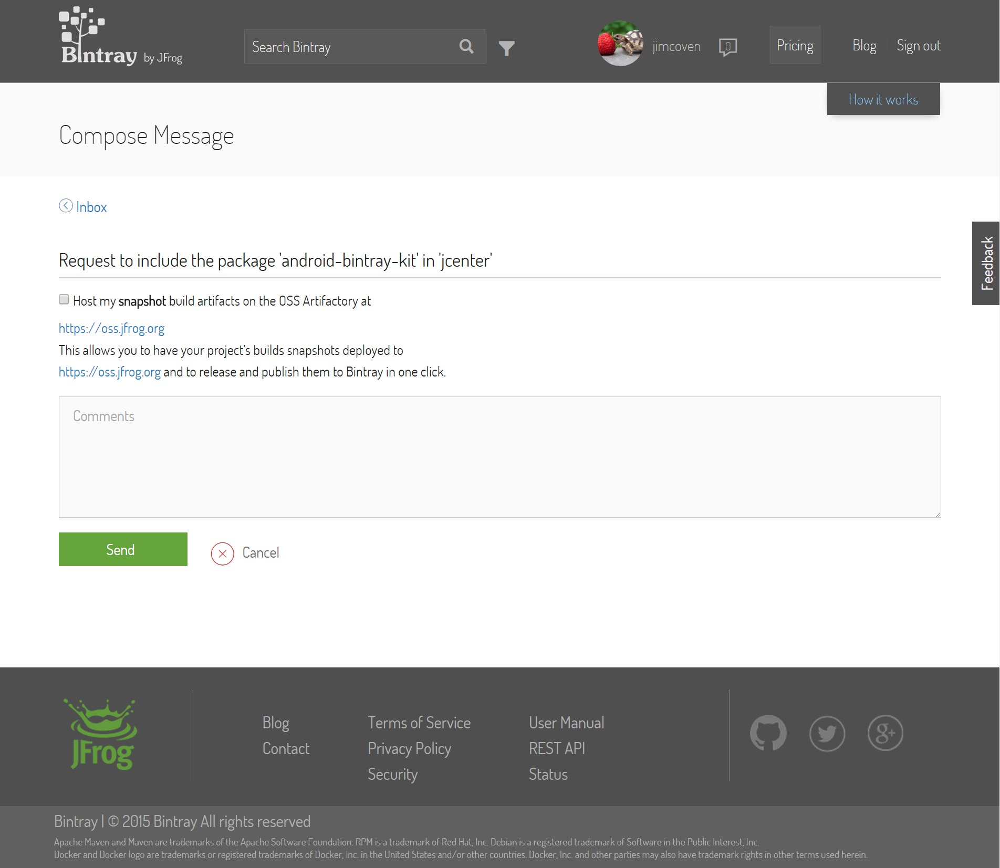 Bintray by JFrog
Search Bintray
jimcoven
0
Pricing
Blog
Sign out
How it works
Compose Message
Inbox
Feedback
Request to include the package 'android-bintray-kit' in 'jcenter'
Host my snapshot build artifacts on the OSS Artifactory at
https://oss.jfrog.org
This allows you to have your project's builds snapshots deployed to
https://oss.jfrog.org and to release and publish them to Bintray in one click.
Comments
Send
Cancel
JFrog
Blog
Contact
Terms of Service
Privacy Policy
Security
User Manual
REST API
Status
g+
Bintray | © 2015 Bintray All rights reserved
Apache Maven and Maven are trademarks of the Apache Software Foundation. RPM is a trademark of Red Hat, Inc. Debian is a registered trademark of Software in the Public Interest, Inc.
Docker and Docker logo are trademarks or registered trademarks of Docker, Inc. in the United States and/or other countries. Docker, Inc. and other parties may also have trademark rights in other terms used herein.